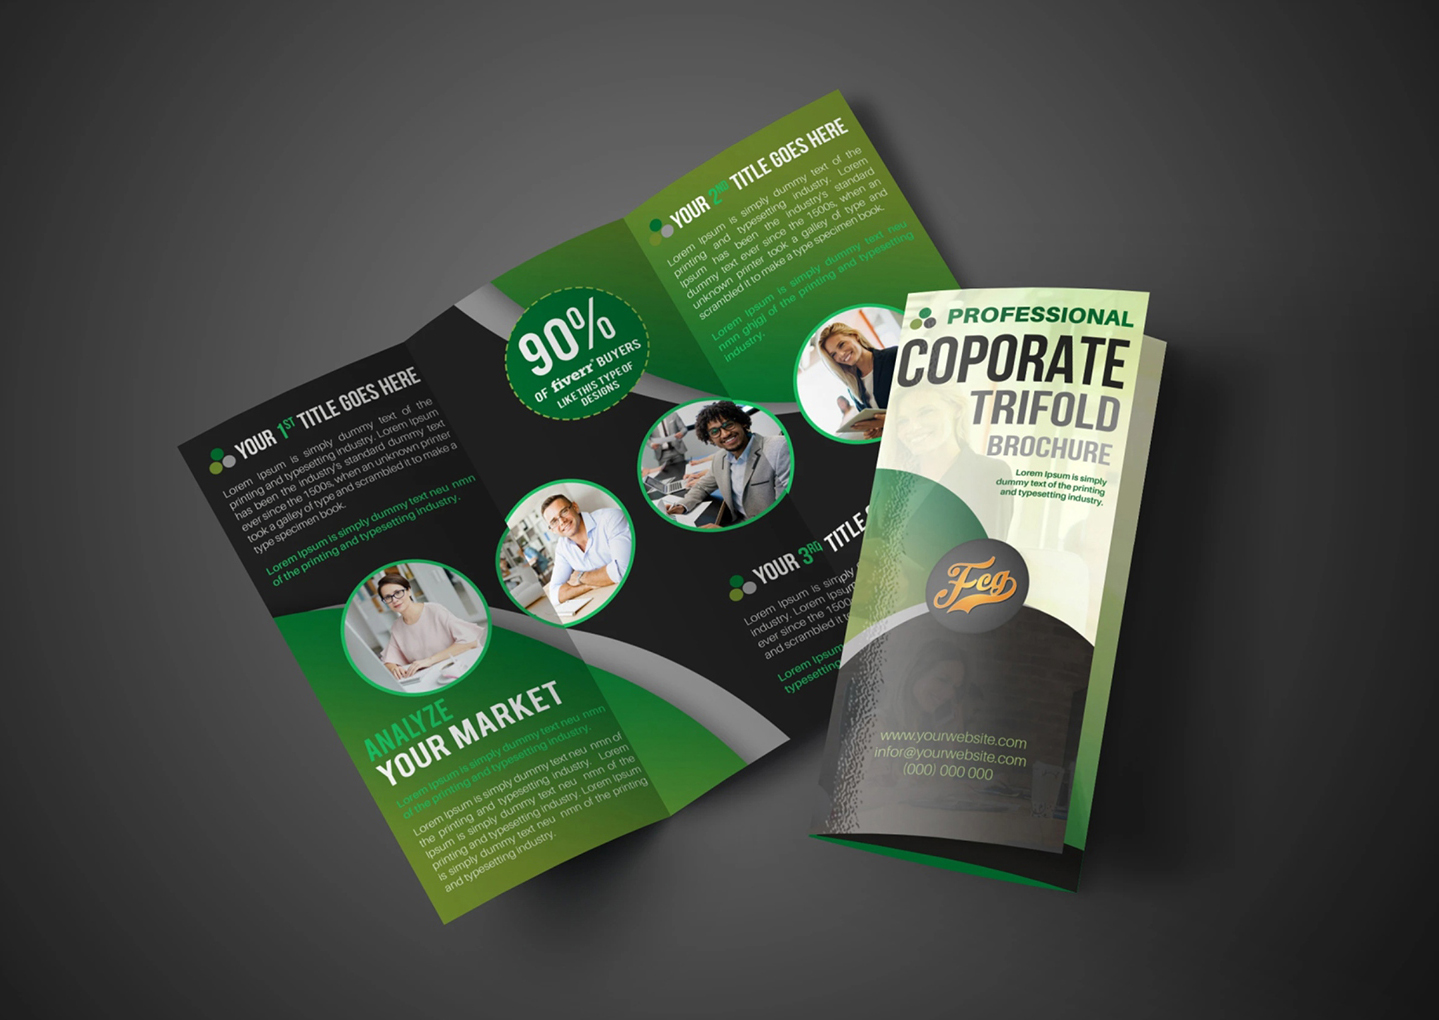 YOUR 1ST TITLE GOES HERE
Lorem Ipsum is simply dummy text of the
printing and typesetting industry. Lorem Ipsum
has been the industry's standard dummy text
ever since the 1500s, when an unknown printer
took a galley of type and scrambled it to make a
type specimen book.
Lorem Ipsum is simply dummy text neu nmn
of the printing and typesetting industry.
ANALYZE
YOUR MARKET
Lorem Ipsum is simply dummy text neu nmn
of the printing and typesetting industry.
Lorem Ipsum is simply dummy text neu nmn of
the printing and typesetting industry. Lorem
Ipsum is simply dummy text neu nmn of the
printing and typesetting industry. Lorem Ipsum
is simply dummy text neu nmn of the printing
and typesetting industry.
90%
OF fiverr® BUYERS
LIKE THIS TYPE OF
DESIGNS
YOUR 2ND TITLE GOES HERE
Lorem Ipsum is simply dummy text of the
printing and typesetting industry. Lorem
Ipsum has been the industry's standard
dummy text ever since the 1500s, when an
unknown printer took a galley of type and
scrambled it to make a type specimen book.
Lorem Ipsum is simply dummy text neu
nmn ghjgj of the printing and typesetting
industry.
YOUR 3RD TITLE
Lorem Ipsum is simply
industry. Lorem Ipsum
ever since the 1500
and scrambled it to m
Lorem Ipsum
typesetting
PROFESSIONAL
COPORATE
TRIFOLD
BROCHURE
Lorem Ipsum is simply
dummy text of the printing
and typesetting industry.
Fcg
www.yourwebsite.com
infor@yourwebsite.com
(000) 000 000